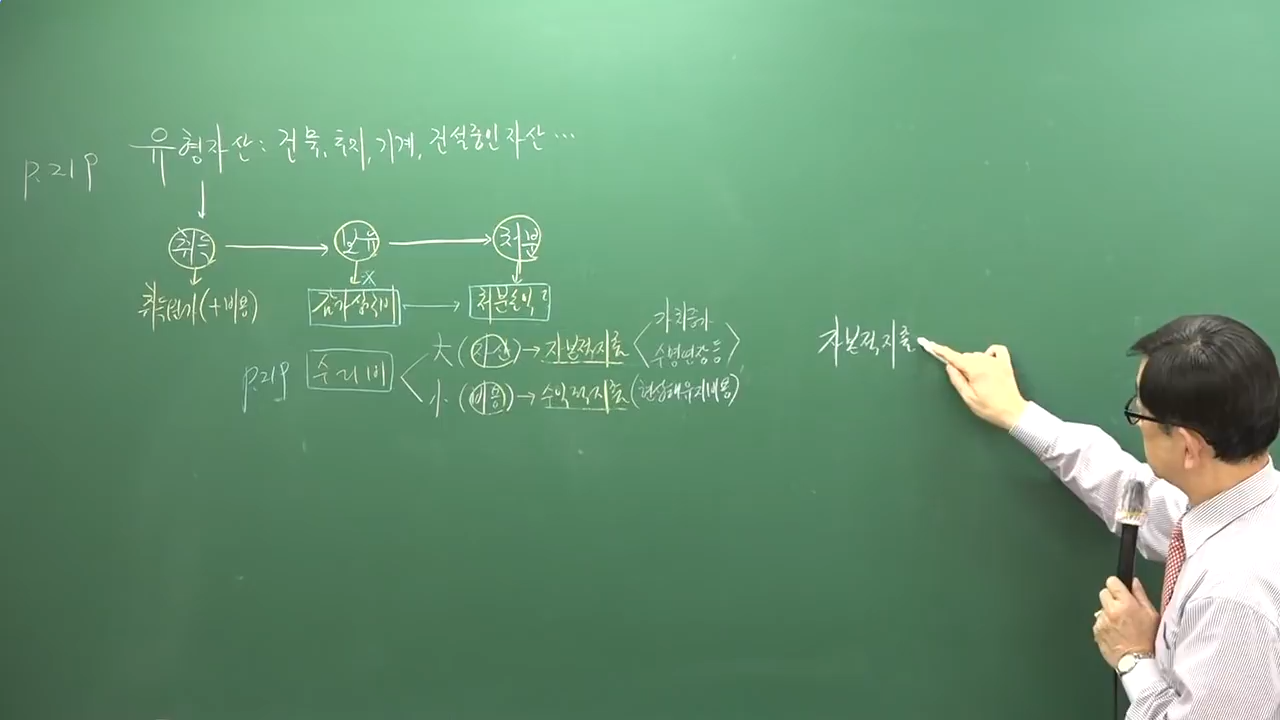 p.219
유형자산: 건물, 토지, 기계, 건설중인자산 ...
취득 → 보유 → 처분
x
취득원가(+비용)
감가상각비 ↔ 처분손익?
p.219
수리비
大 (자산) → 자본적지출 〈가치증가
수명연장 등〉
小 (비용) → 수익적지출 (현상태유지비용)
자본적지출